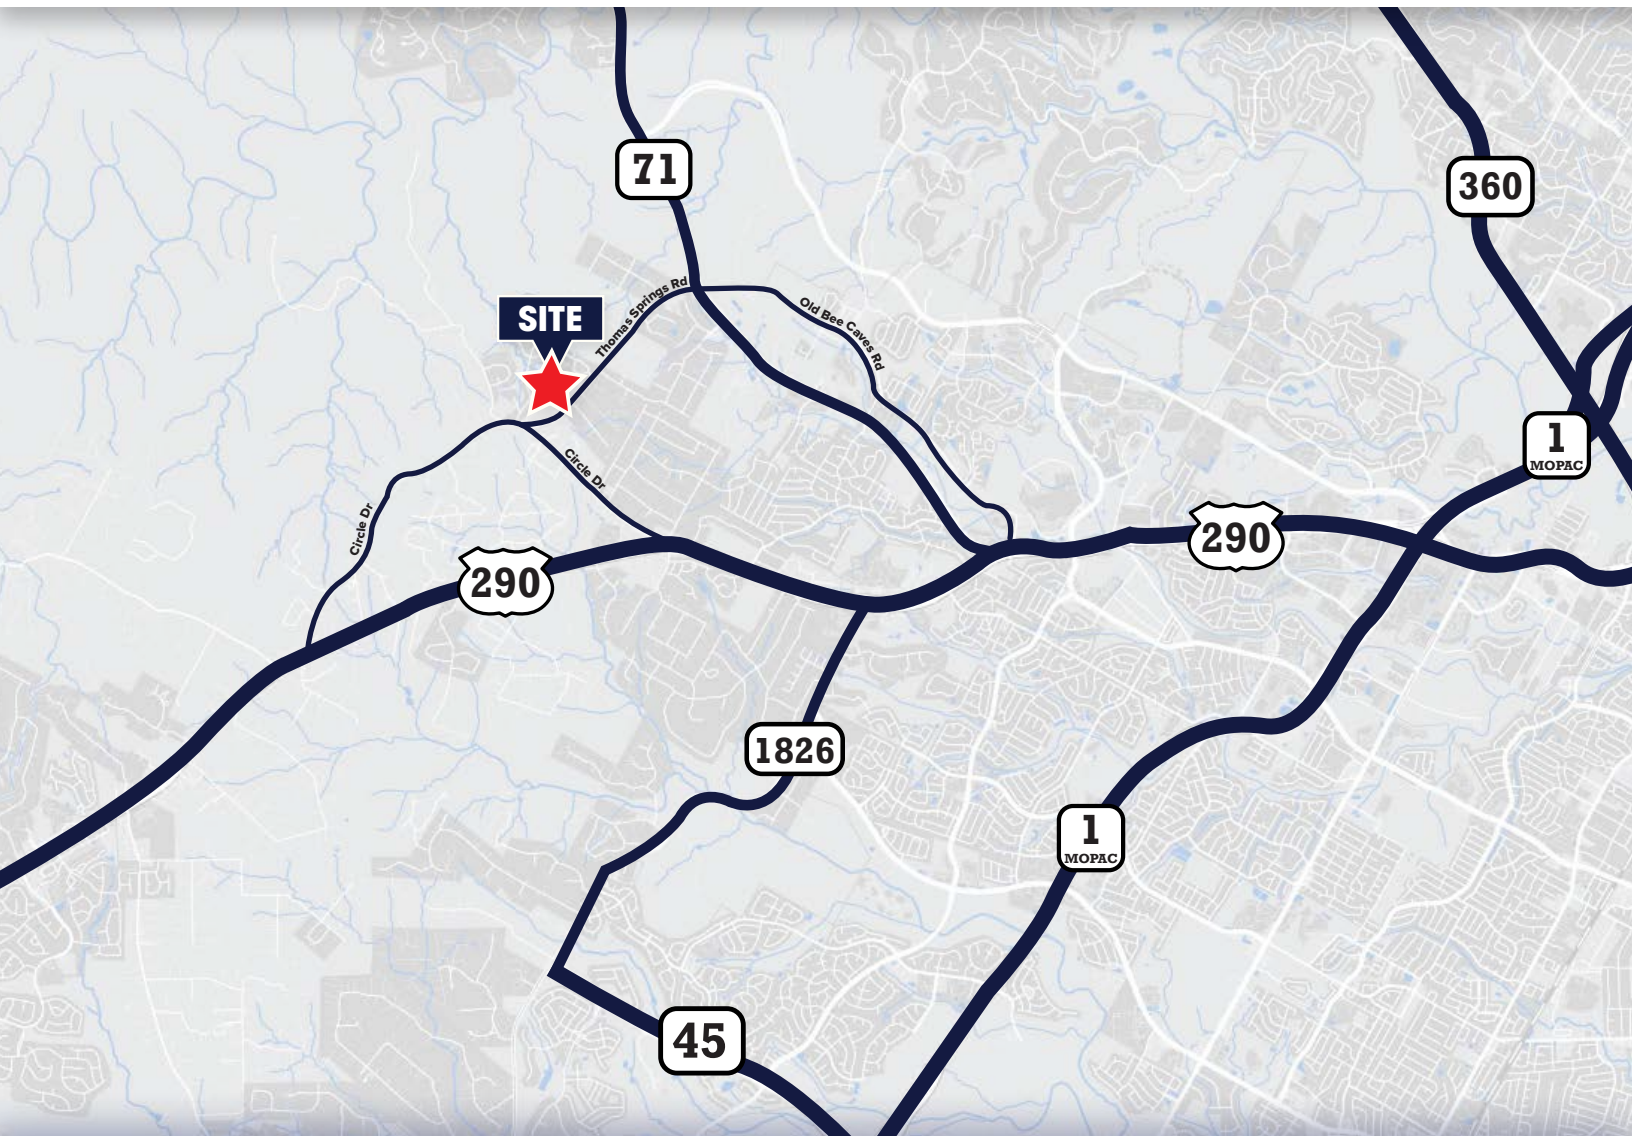 71
360
Thomas Springs Rd
Old Bee Caves Rd
SITE
1
MOPAC
Circle Dr
Circle Dr
290
290
1826
1
MOPAC
45